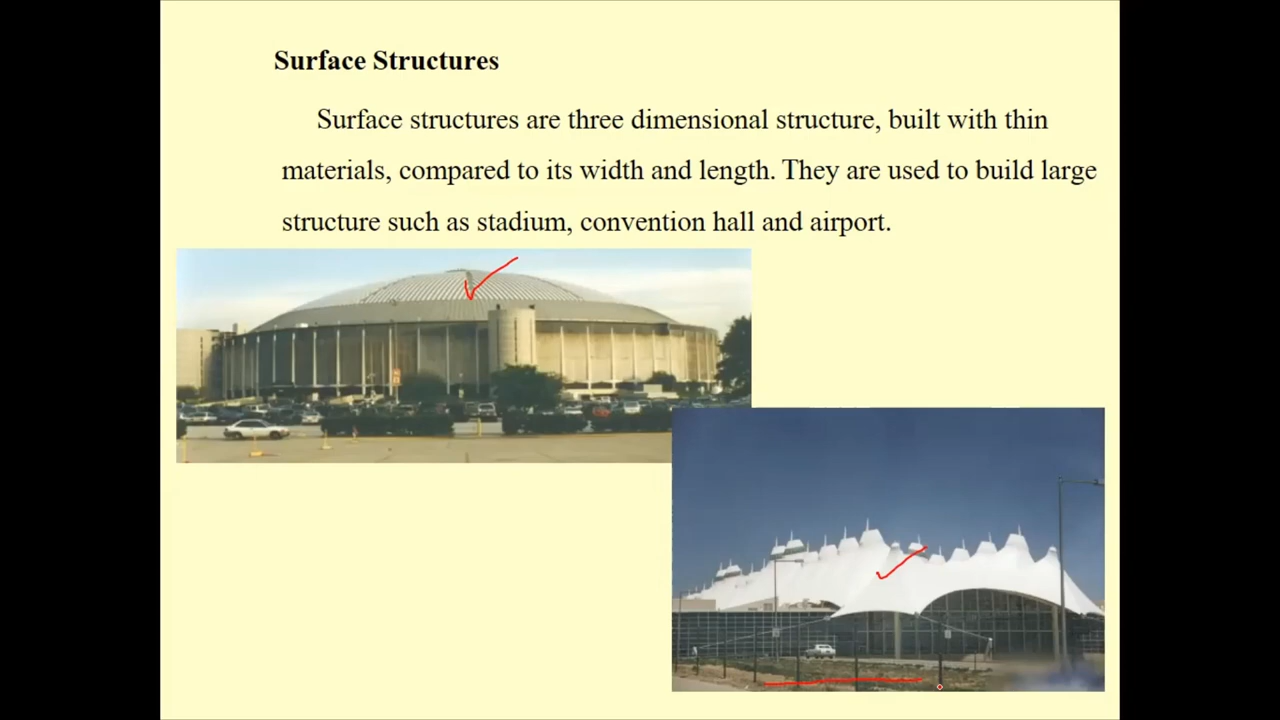 Surface Structures
Surface structures are three dimensional structure, built with thin
materials, compared to its width and length. They are used to build large
structure such as stadium, convention hall and airport.